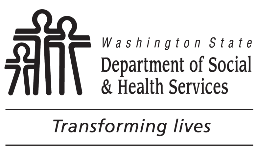 Washington State
Department of Social
& Health Services
Transforming lives